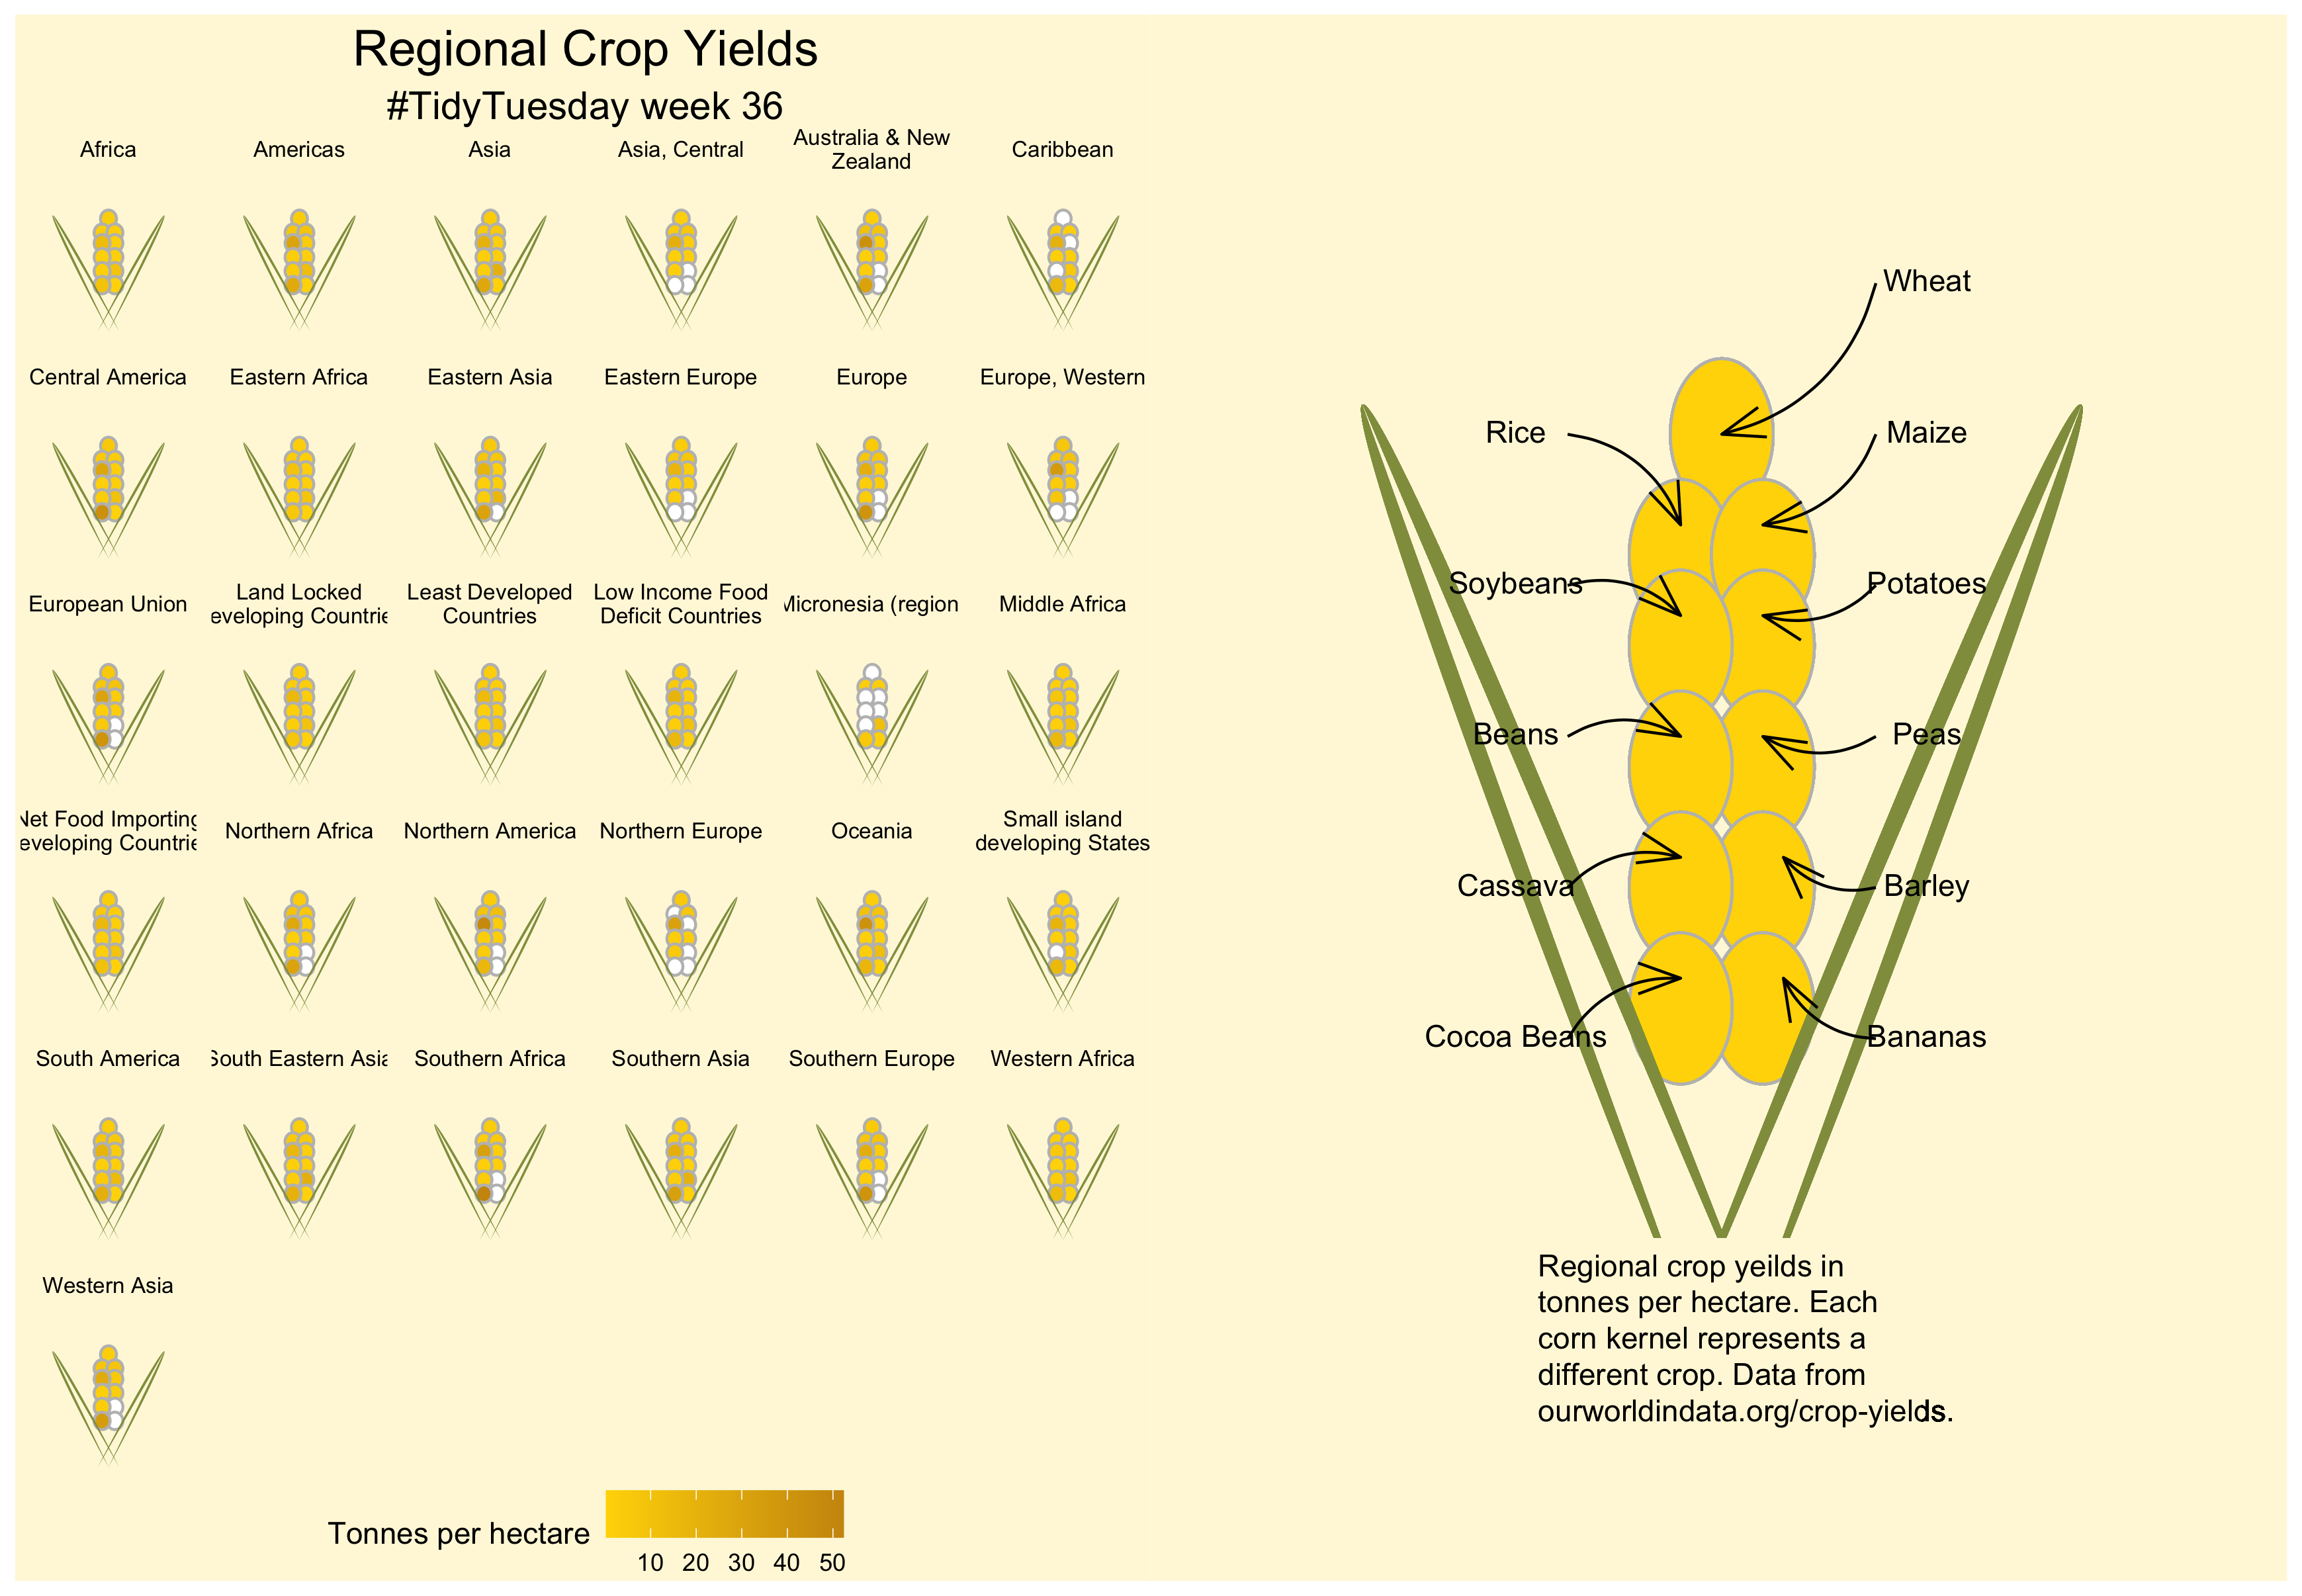 Regional Crop Yields
#TidyTuesday week 36
Africa
Americas
Asia
Asia, Central
Australia & New
Zealand
Caribbean
Central America
Eastern Africa
Eastern Asia
Eastern Europe
Europe
Europe, Western
European Union
Land Locked
eveloping Countrie
Least Developed
Countries
Low Income Food
Deficit Countries
Micronesia (region
Middle Africa
Net Food Importing
eveloping Countrie
Northern Africa
Northern America
Northern Europe
Oceania
Small island
developing States
South America
South Eastern Asia
Southern Africa
Southern Asia
Southern Europe
Western Africa
Western Asia
Tonnes per hectare
10 20 30 40 50
Wheat
Rice
Maize
Soybeans
Potatoes
Beans
Peas
Cassava
Barley
Cocoa Beans
Bananas
Regional crop yeilds in
tonnes per hectare. Each
corn kernel represents a
different crop. Data from
ourworldindata.org/crop-yields.